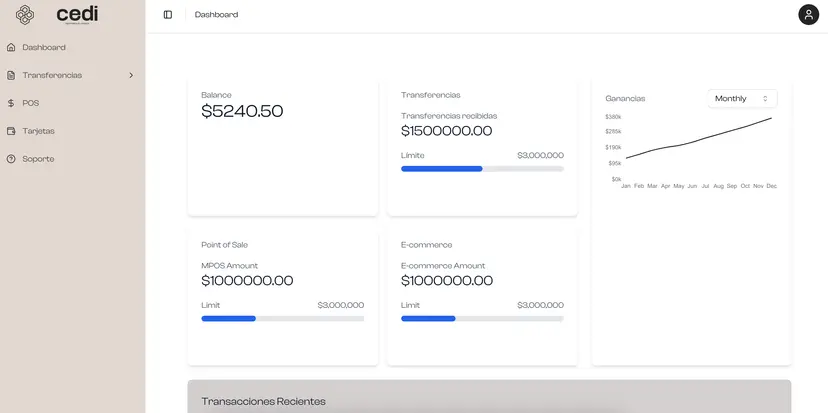 cedi
Dashboard
Transferencias
POS
Tarjetas
Soporte
Dashboard
Balance
$5240.50
Transferencias
Transferencias recibidas
$1500000.00
Límite $3,000,000
Point of Sale
MPOS Amount
$1000000.00
Limit $3,000,000
E-commerce
E-commerce Amount
$1000000.00
Limit $3,000,000
Ganancias Monthly
$380k
$285k
$190k
$95k
$0k
Jan Feb Mar Apr May Jun Jul Aug Sep Oct Nov Dec
Transacciones Recientes